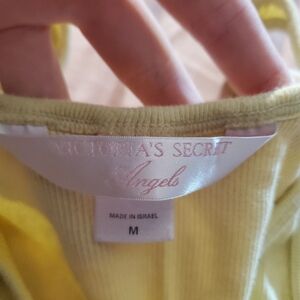 VICTORIA'S SECRET
Angels
MADE IN ISRAEL
M